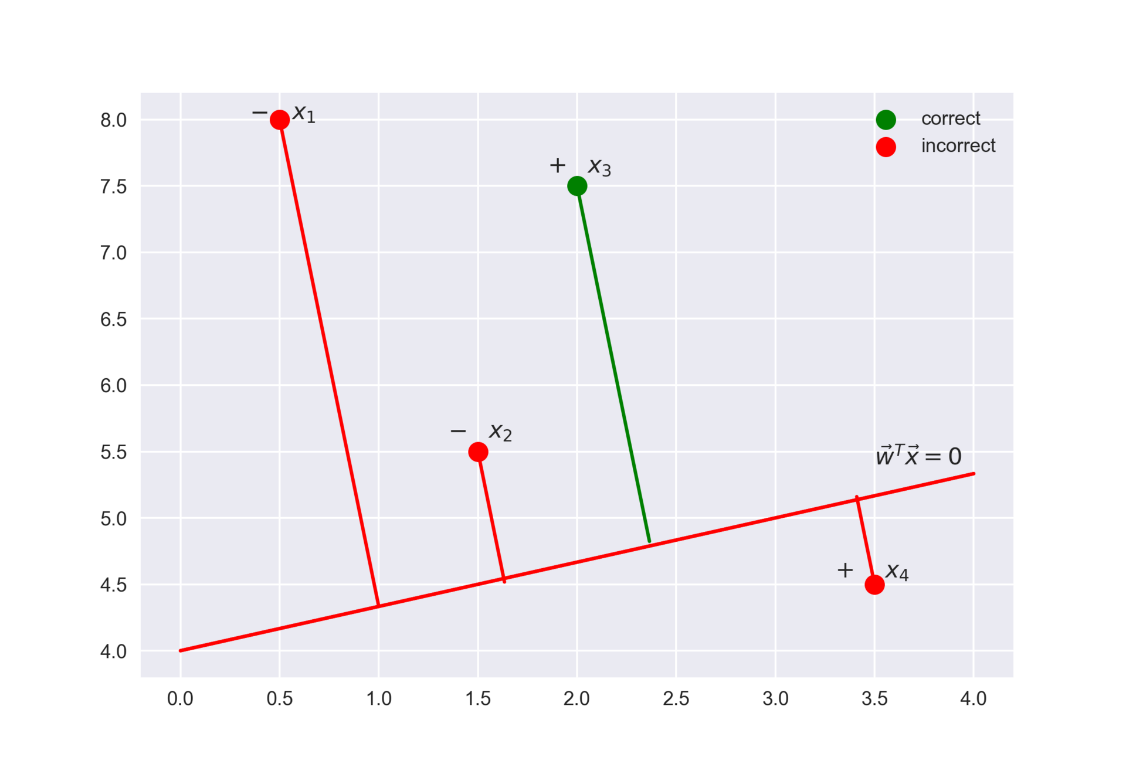 − x₁
+ x₃
correct
incorrect
− x₂
w⃗ᵀx⃗ = 0
+ x₄
8.0
7.5
7.0
6.5
6.0
5.5
5.0
4.5
4.0
0.0 0.5 1.0 1.5 2.0 2.5 3.0 3.5 4.0